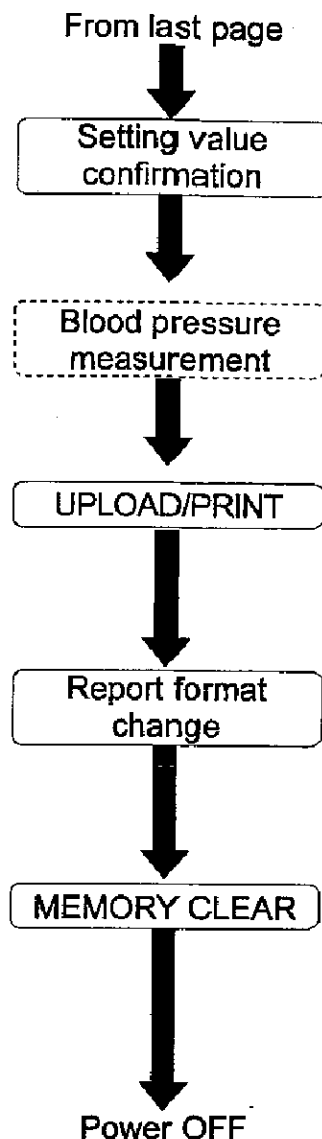 From last page
Setting value
confirmation
Blood pressure
measurement
UPLOAD/PRINT
Report format
change
MEMORY CLEAR
Power OFF